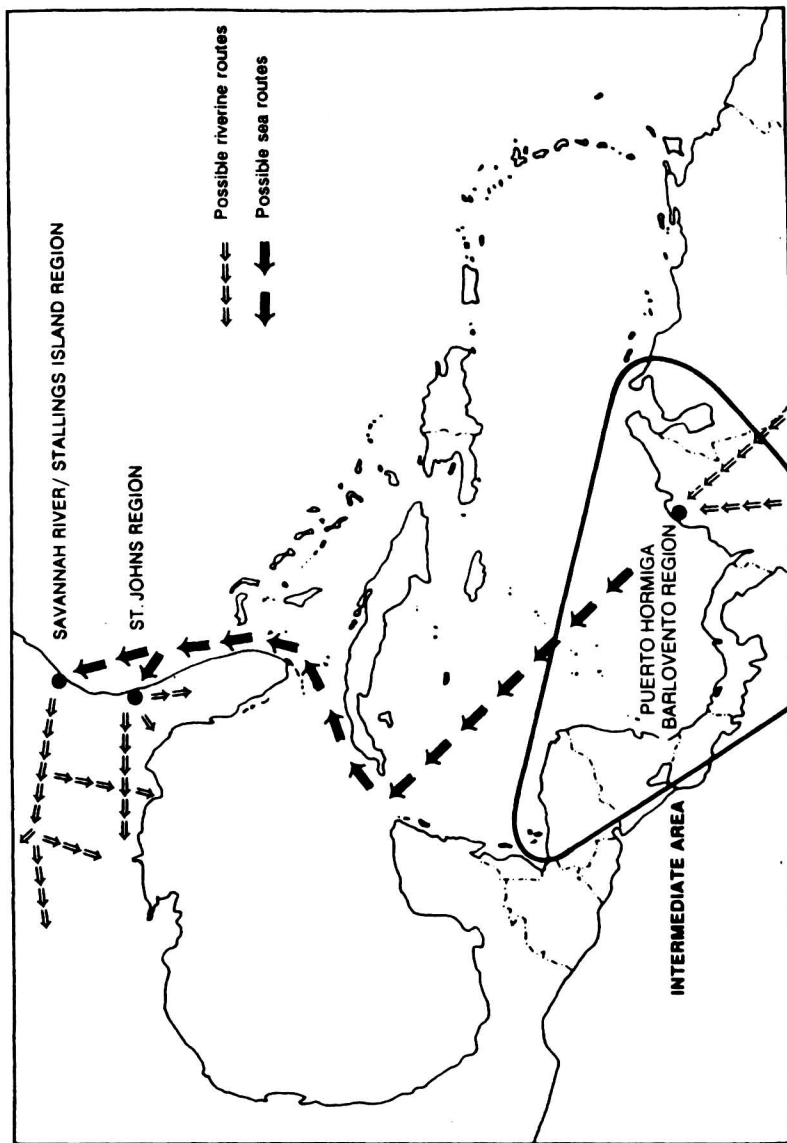 SAVANNAH RIVER/ STALLINGS ISLAND REGION
ST. JOHNS REGION
Possible riverine routes
Possible sea routes
PUERTO HORMIGA
BARLOVENTO REGION
INTERMEDIATE AREA